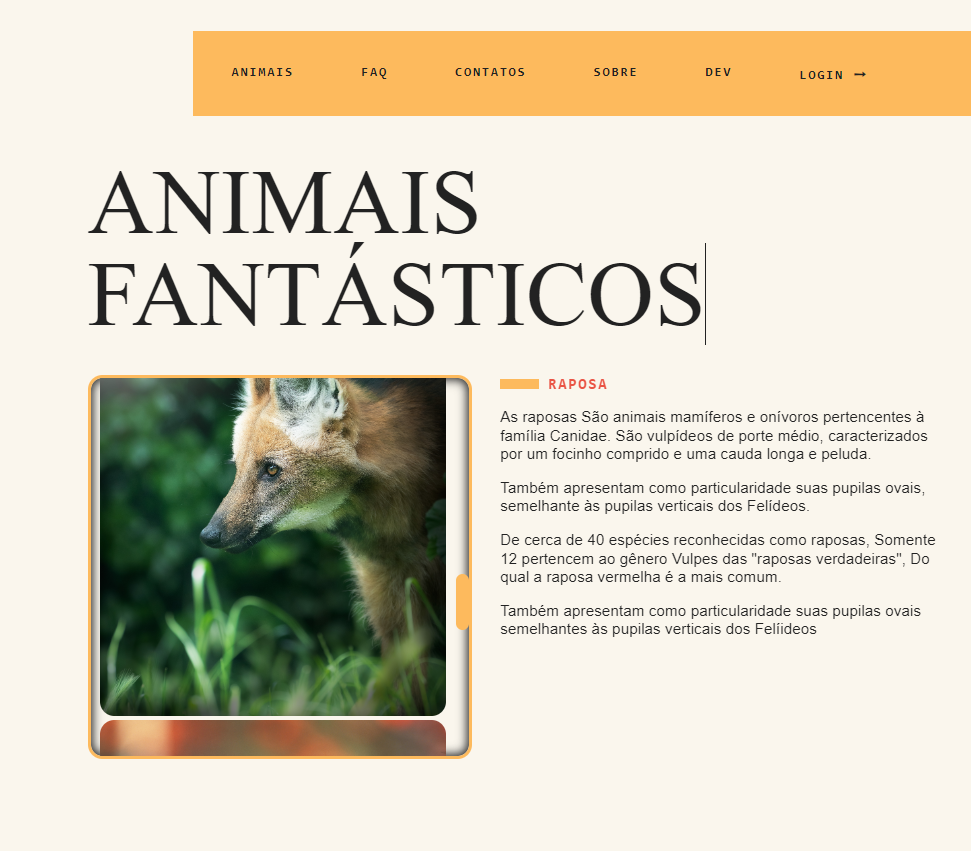 ANIMAIS FAQ CONTATOS SOBRE DEV LOGIN →
ANIMAIS
FANTÁSTICOS
RAPOSA
As raposas São animais mamíferos e onívoros pertencentes à
família Canidae. São vulpídeos de porte médio, caracterizados
por um focinho comprido e uma cauda longa e peluda.
Também apresentam como particularidade suas pupilas ovais,
semelhante às pupilas verticais dos Felídeos.
De cerca de 40 espécies reconhecidas como raposas, Somente
12 pertencem ao gênero Vulpes das "raposas verdadeiras", Do
qual a raposa vermelha é a mais comum.
Também apresentam como particularidade suas pupilas ovais
semelhantes às pupilas verticais dos Felíideos